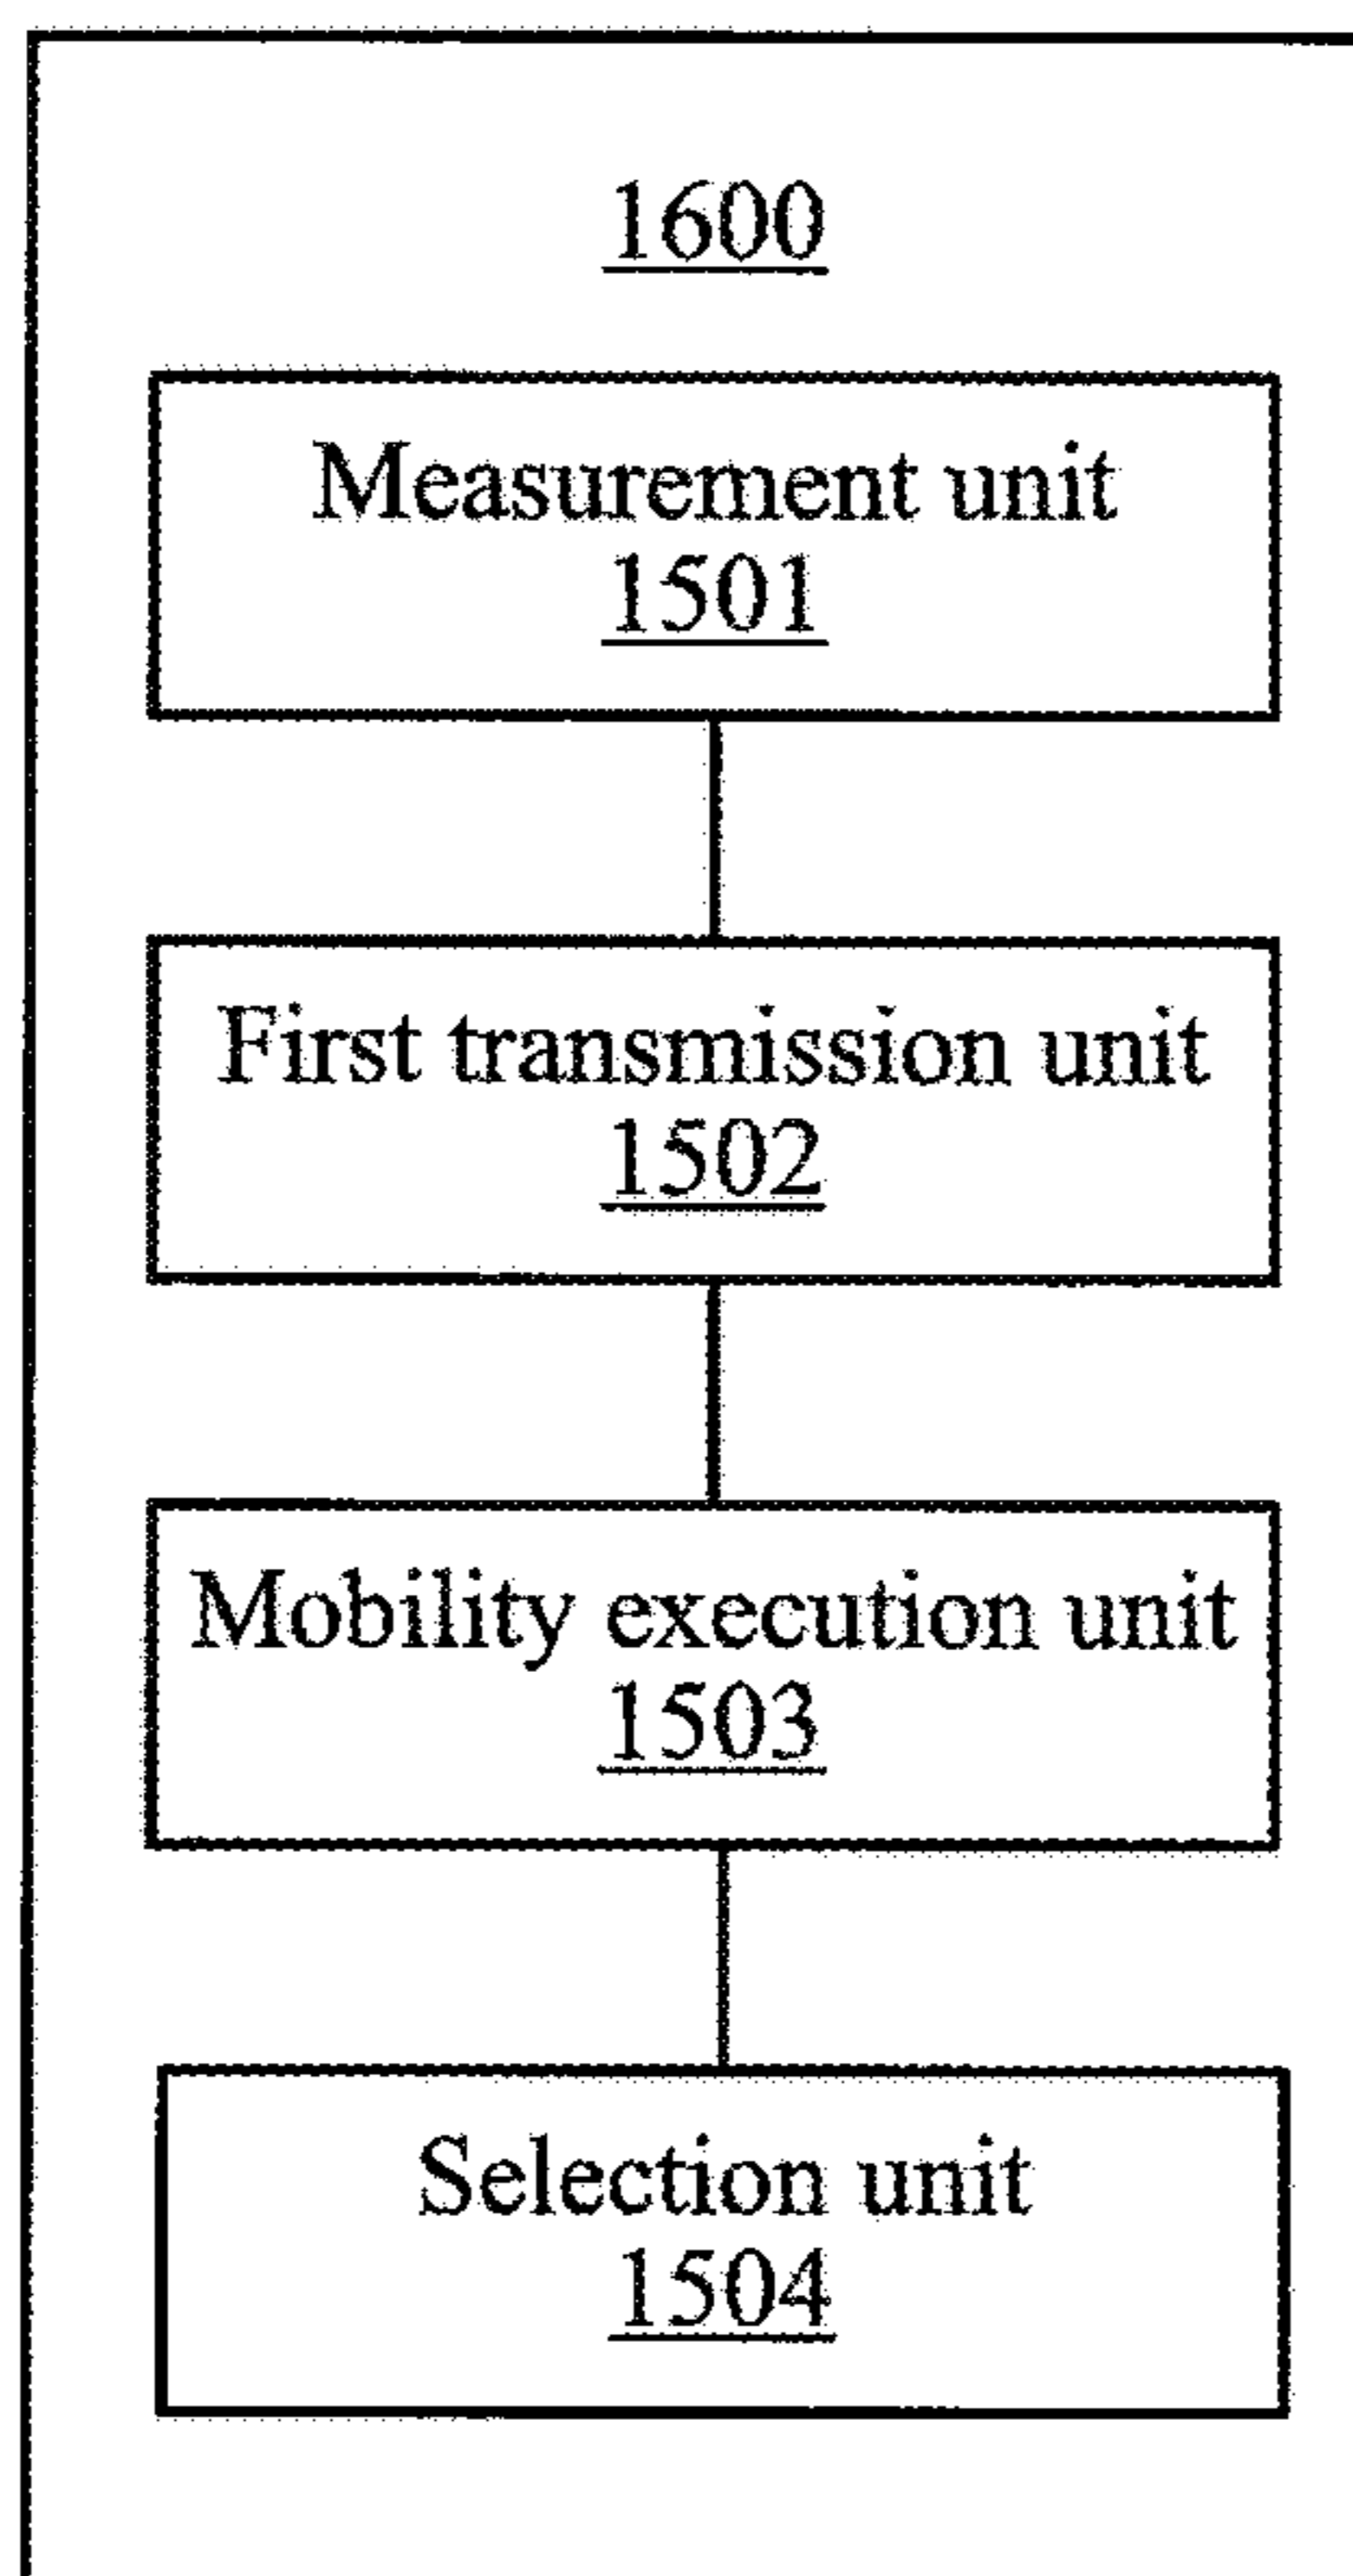 1600
Measurement unit
1501
First transmission unit
1502
Mobility execution unit
1503
Selection unit
1504